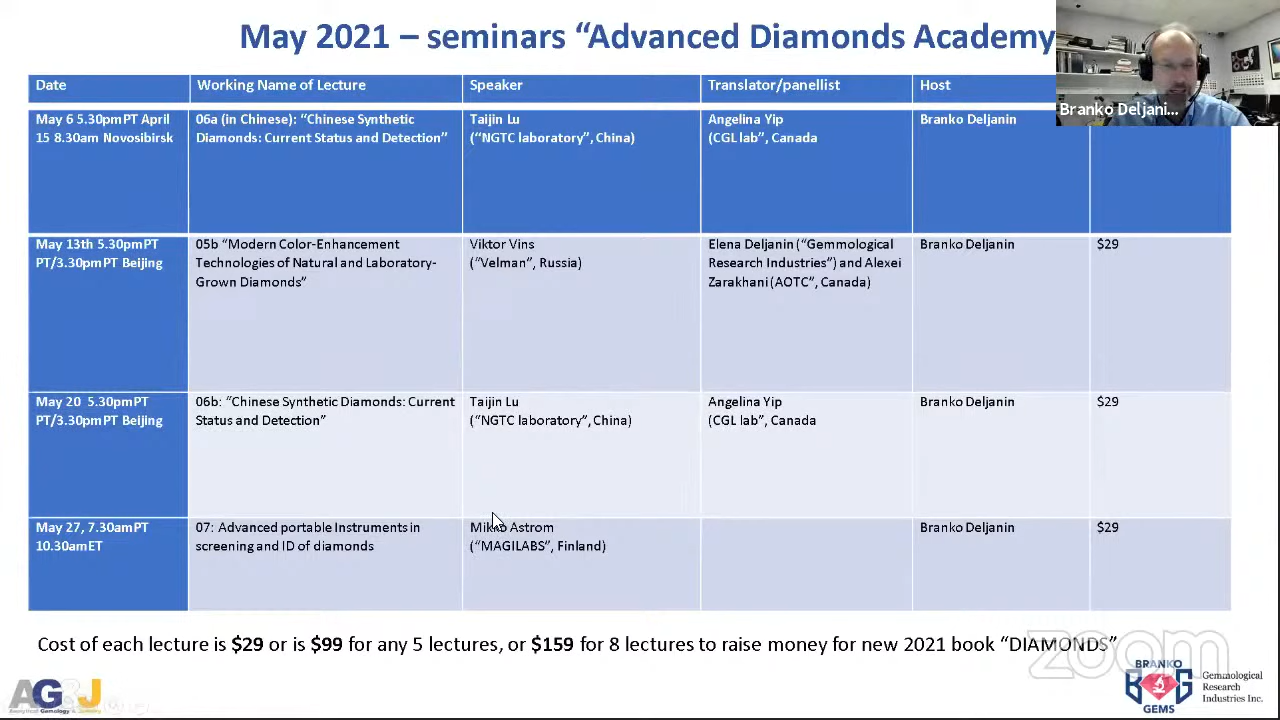 May 2021 – seminars “Advanced Diamonds Academy
Branko Deljani...
Date
Working Name of Lecture
Speaker
Translator/panellist
Host
May 6 5.30pmPT April
15 8.30am Novosibirsk
06a (in Chinese): “Chinese Synthetic
Diamonds: Current Status and Detection”
Taijin Lu
(“NGTC laboratory”, China)
Angelina Yip
(CGL lab”, Canada
Branko Deljanin
May 13th 5.30pmPT
PT/3.30pmPT Beijing
05b “Modern Color-Enhancement
Technologies of Natural and Laboratory-
Grown Diamonds”
Viktor Vins
(“Velman”, Russia)
Elena Deljanin (“Gemmological
Research Industries”) and Alexei
Zarakhani (AOTC”, Canada)
Branko Deljanin
$29
May 20 5.30pmPT
PT/3.30pmPT Beijing
06b: “Chinese Synthetic Diamonds: Current
Status and Detection”
Taijin Lu
(“NGTC laboratory”, China)
Angelina Yip
(CGL lab”, Canada
Branko Deljanin
$29
May 27, 7.30amPT
10.30amET
07: Advanced portable Instruments in
screening and ID of diamonds
Mikko Astrom
(“MAGILABS”, Finland)
Branko Deljanin
$29
Cost of each lecture is $29 or is $99 for any 5 lectures, or $159 for 8 lectures to raise money for new 2021 book “DIAMONDS”
zoom
AG&J
Analytical Gemology & Jewelry
BRANKO
GEMS
Gemmological
Research
Industries Inc.